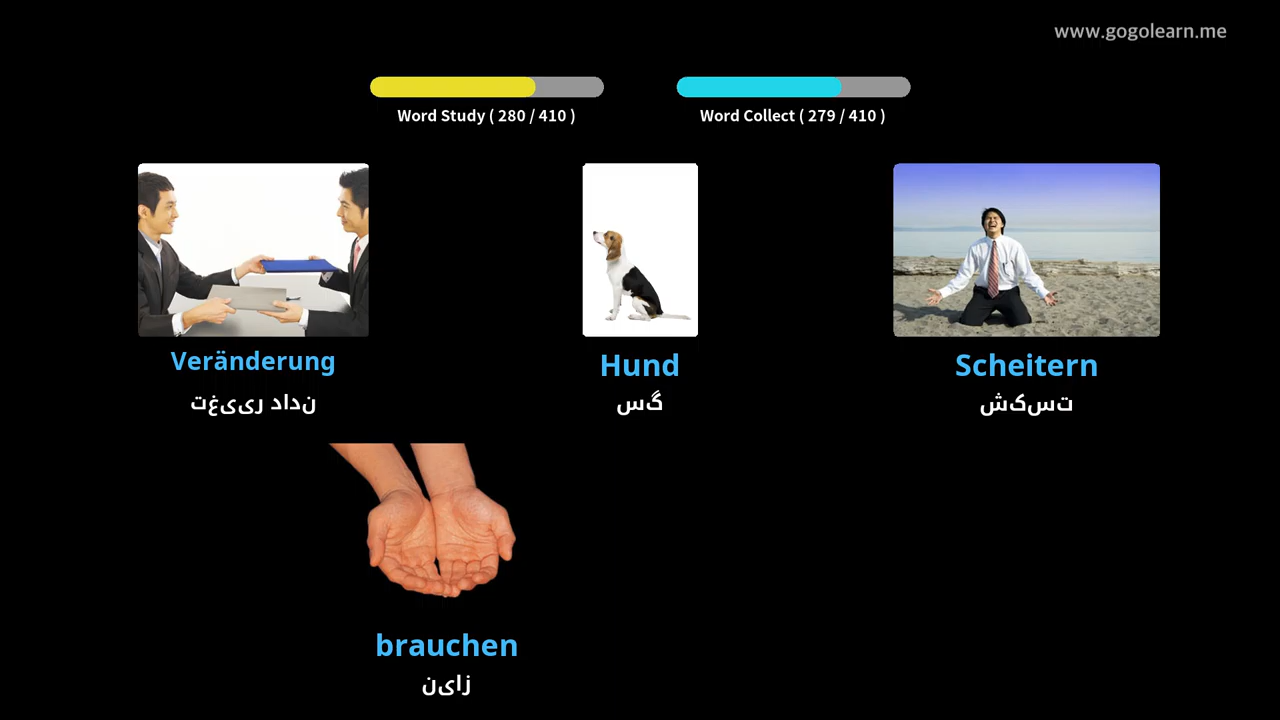 www.gogolearn.me
Word Study ( 280 / 410 )
Word Collect ( 279 / 410 )
Veränderung
نداد رییغت
Hund
گس
Scheitern
تسکش
brauchen
زاین